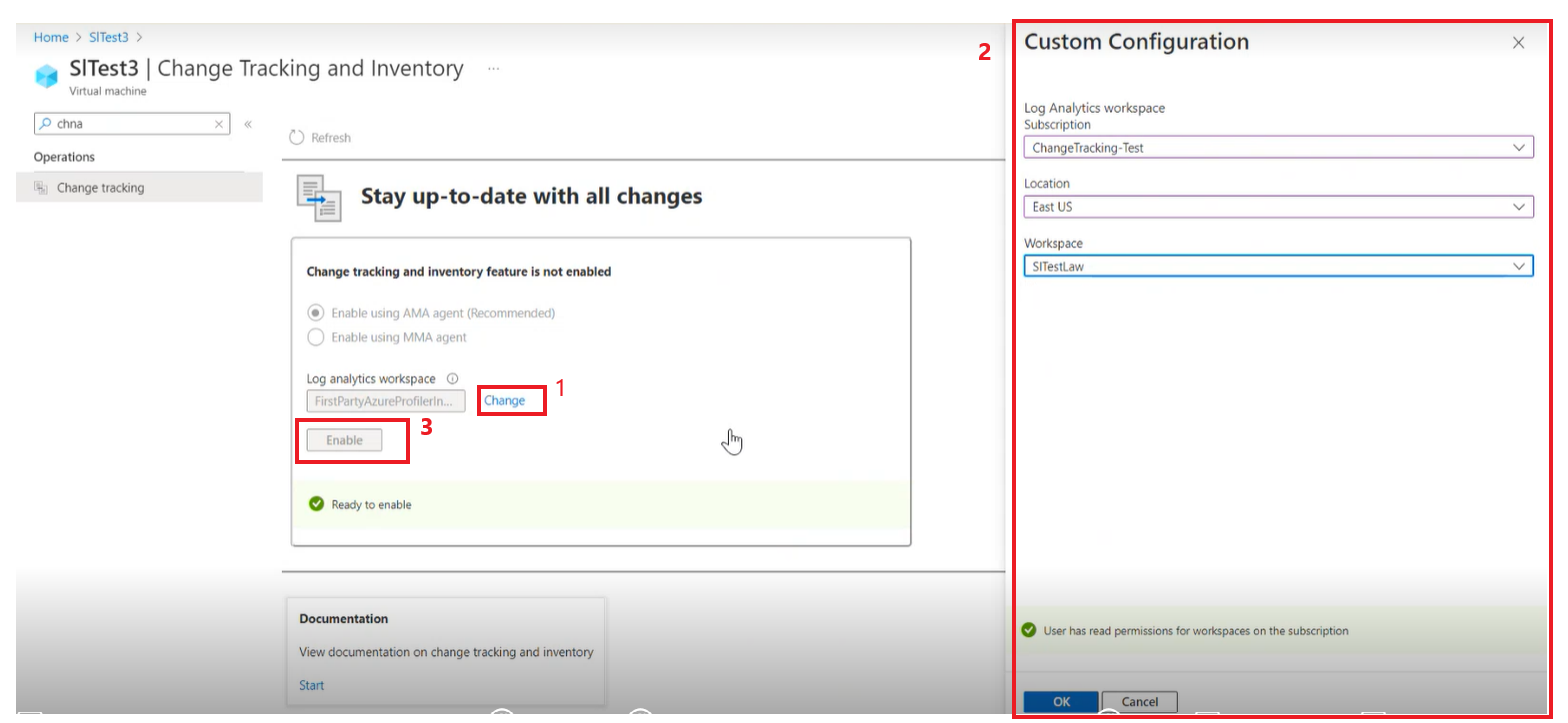 Home > SlTest3 >
SlTest3 | Change Tracking and Inventory ...
Virtual machine
chna
Operations
Change tracking
Refresh
Stay up-to-date with all changes
Change tracking and inventory feature is not enabled
Enable using AMA agent (Recommended)
Enable using MMA agent
Log analytics workspace
FirstPartyAzureProfilerIn...
Change
1
Enable
3
Ready to enable
Documentation
View documentation on change tracking and inventory
Start
2
Custom Configuration
Log Analytics workspace
Subscription
ChangeTracking-Test
Location
East US
Workspace
SlTestLaw
User has read permissions for workspaces on the subscription
OK
Cancel